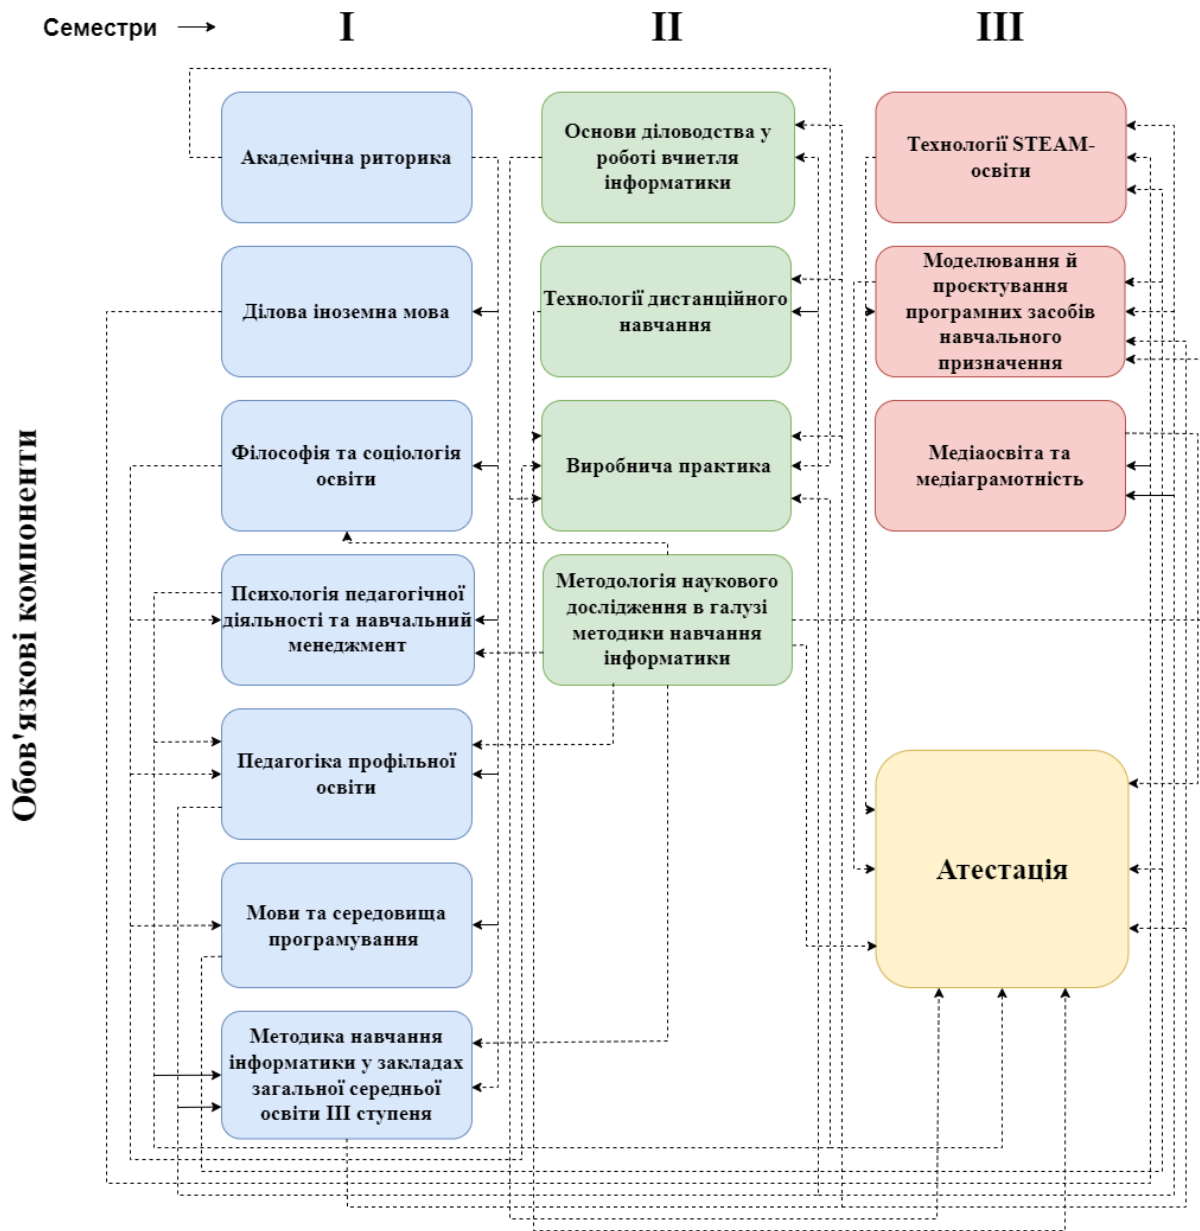 Семестри
I
II
III
Обов'язкові компоненти
Академічна риторика
Ділова іноземна мова
Філософія та соціологія
освіти
Психологія педагогічної
діяльності та навчальний
менеджмент
Педагогіка профільної
освіти
Мови та середовища
програмування
Методика навчання
інформатики у закладах
загальної середньої
освіти III ступеня
Основи діловодства у
роботі вчиетля
інформатики
Технології дистанційного
навчання
Виробнича практика
Методологія наукового
дослідження в галузі
методики навчання
інформатики
Технології STEAM-
освіти
Моделювання й
проєктування
програмних засобів
навчального
призначення
Медіаосвіта та
медіаграмотність
Атестація